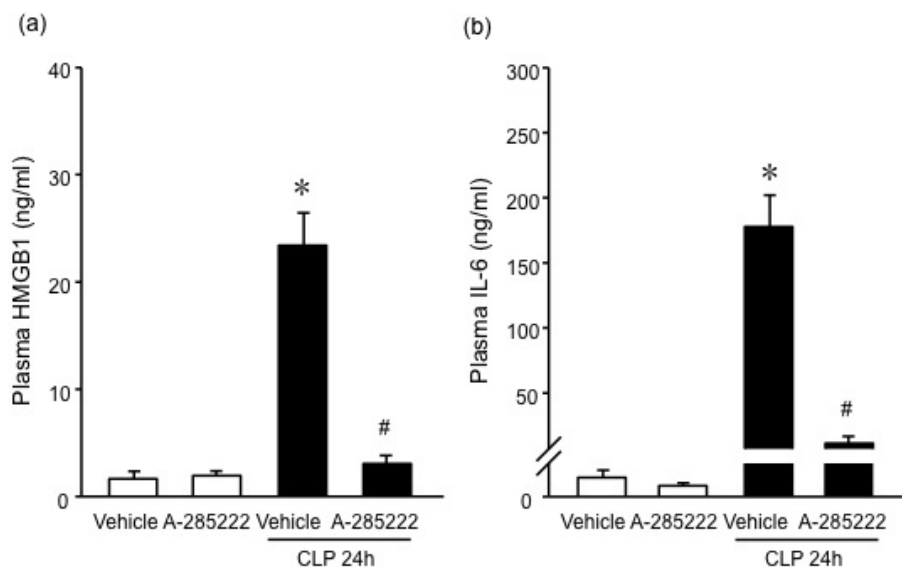 (a)
Plasma HMGB1 (ng/ml)
40
30
20
10
0
*
#
Vehicle A-285222 Vehicle A-285222
CLP 24h
(b)
Plasma IL-6 (ng/ml)
300
250
200
150
100
50
0
*
#
Vehicle A-285222 Vehicle A-285222
CLP 24h